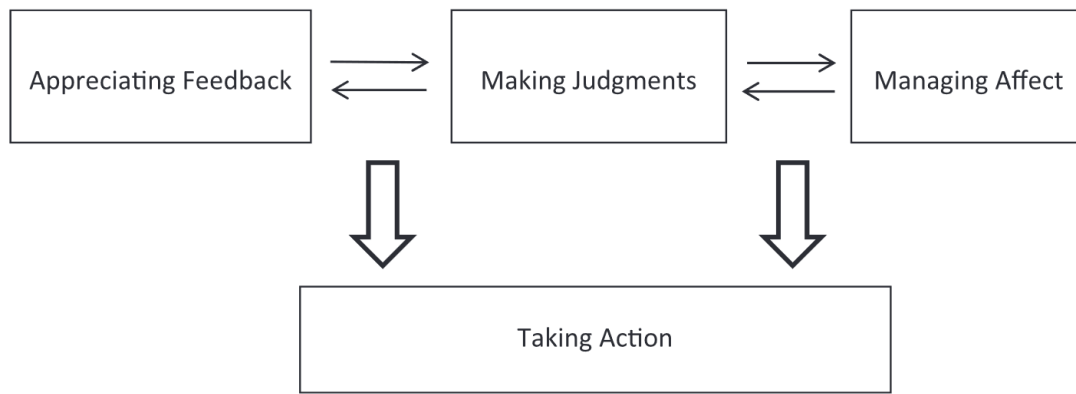 Appreciating Feedback
Making Judgments
Managing Affect
Taking Action